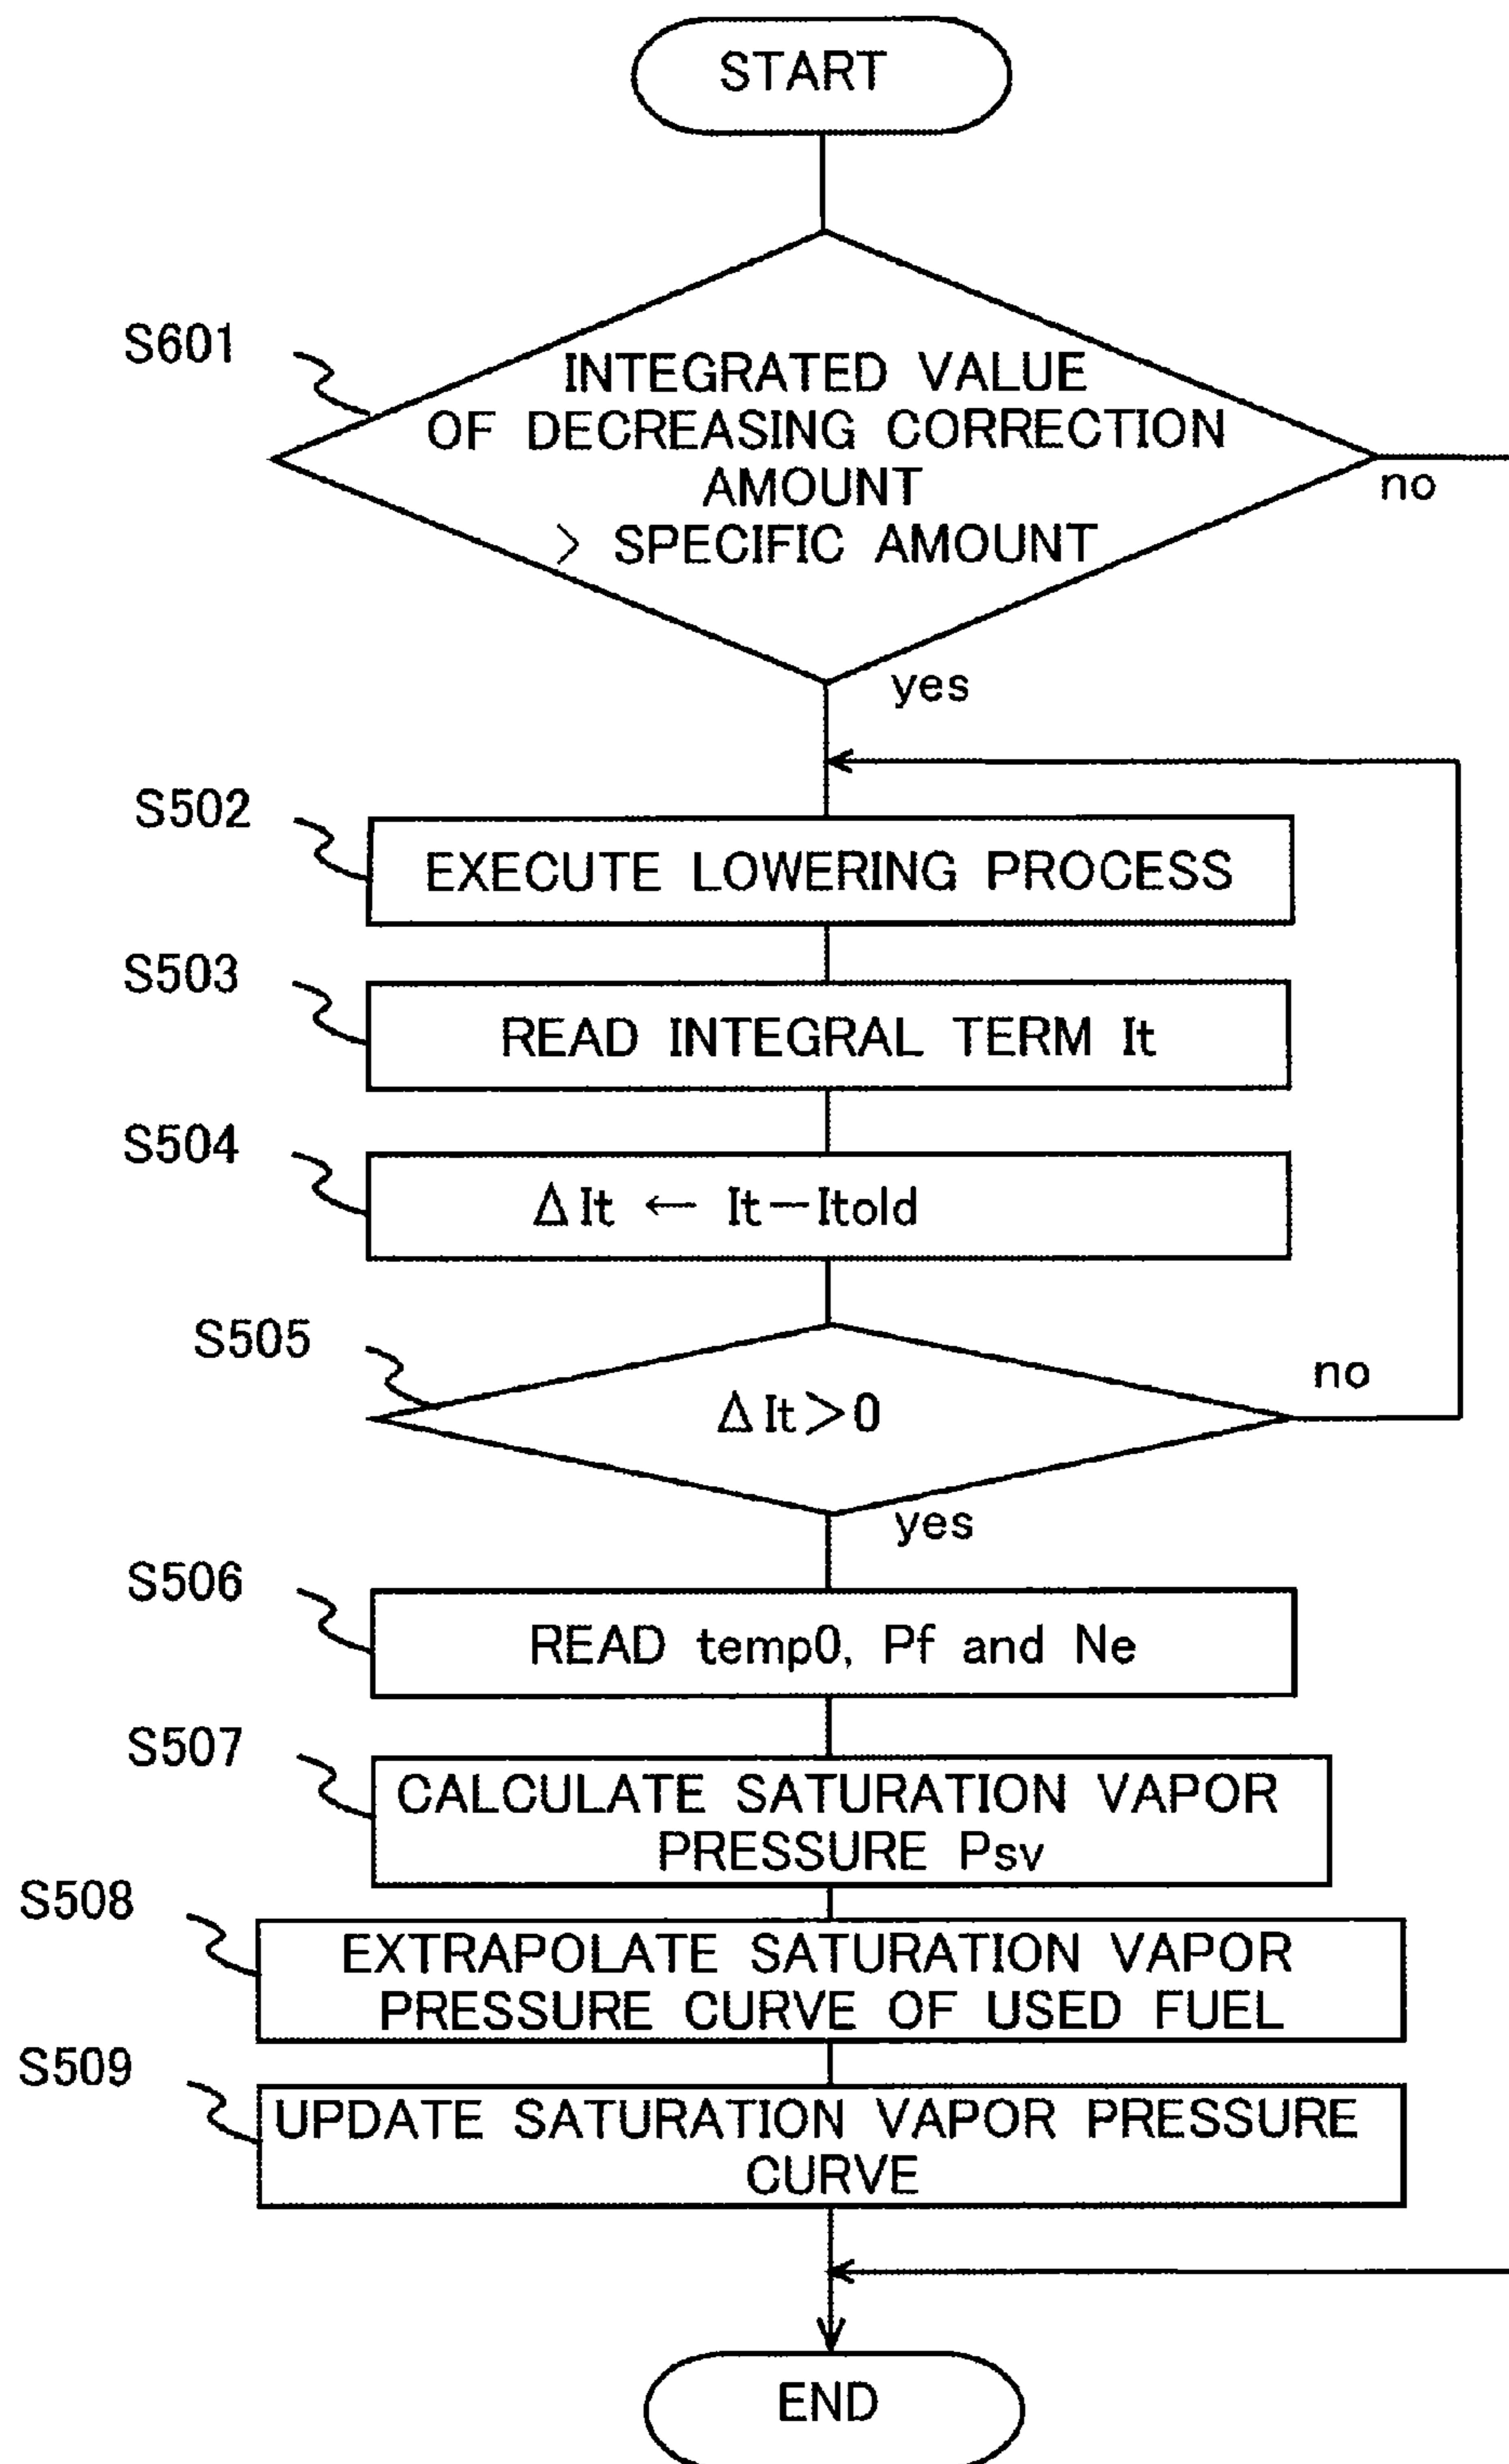 START
S601
INTEGRATED VALUE
OF DECREASING CORRECTION
AMOUNT
> SPECIFIC AMOUNT
no
yes
S502
EXECUTE LOWERING PROCESS
S503
READ INTEGRAL TERM It
S504
ΔIt ← It−Itold
S505
ΔIt>0
no
yes
S506
READ temp0, Pf and Ne
S507
CALCULATE SATURATION VAPOR
PRESSURE Psv
S508
EXTRAPOLATE SATURATION VAPOR
PRESSURE CURVE OF USED FUEL
S509
UPDATE SATURATION VAPOR PRESSURE
CURVE
END